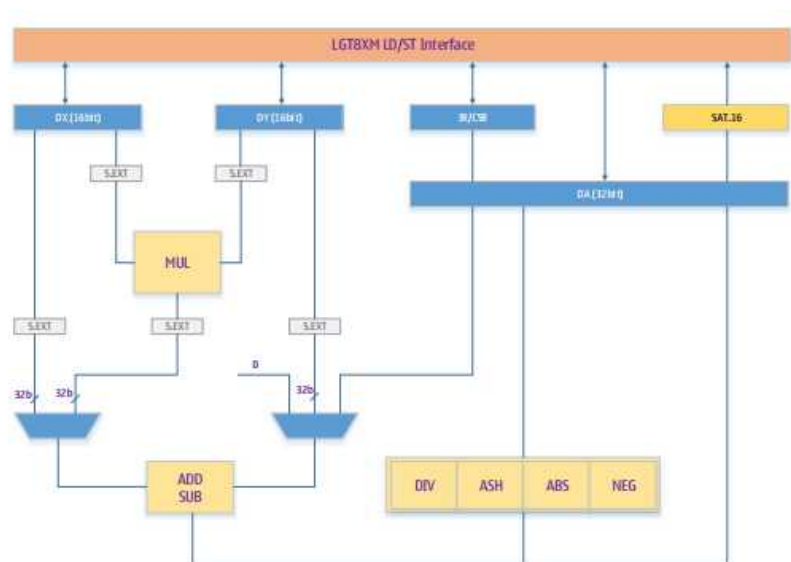 LGT8XM LD/ST Interface
DX (16bit)
DY (16bit)
SAT.16
S.EXT
S.EXT
DA (32bit)
MUL
S.EXT
S.EXT
S.EXT
32b
32b
32b
ADD
SUB
DIV
ASH
ABS
NEG